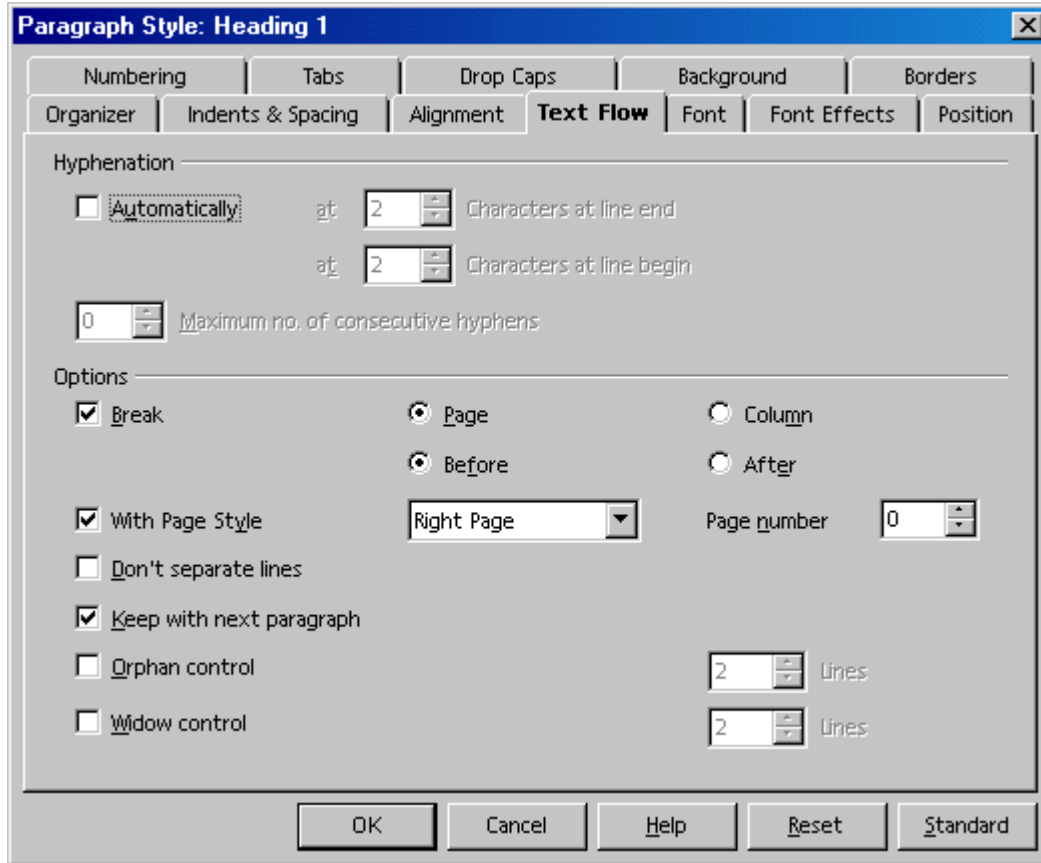 Paragraph Style: Heading 1
Numbering Tabs Drop Caps Background Borders
Organizer Indents & Spacing Alignment Text Flow Font Font Effects Position
Hyphenation
Automatically at 2 Characters at line end
at 2 Characters at line begin
0 Maximum no. of consecutive hyphens
Options
Break Page Column
Before After
With Page Style Right Page Page number 0
Don't separate lines
Keep with next paragraph
Orphan control 2 Lines
Widow control 2 Lines
OK Cancel Help Reset Standard